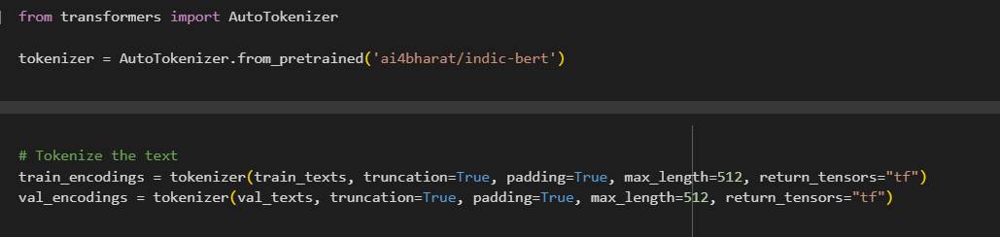 from transformers import AutoTokenizer
tokenizer = AutoTokenizer.from_pretrained('ai4bharat/indic-bert')
# Tokenize the text
train_encodings = tokenizer(train_texts, truncation=True, padding=True, max_length=512, return_tensors="tf")
val_encodings = tokenizer(val_texts, truncation=True, padding=True, max_length=512, return_tensors="tf")